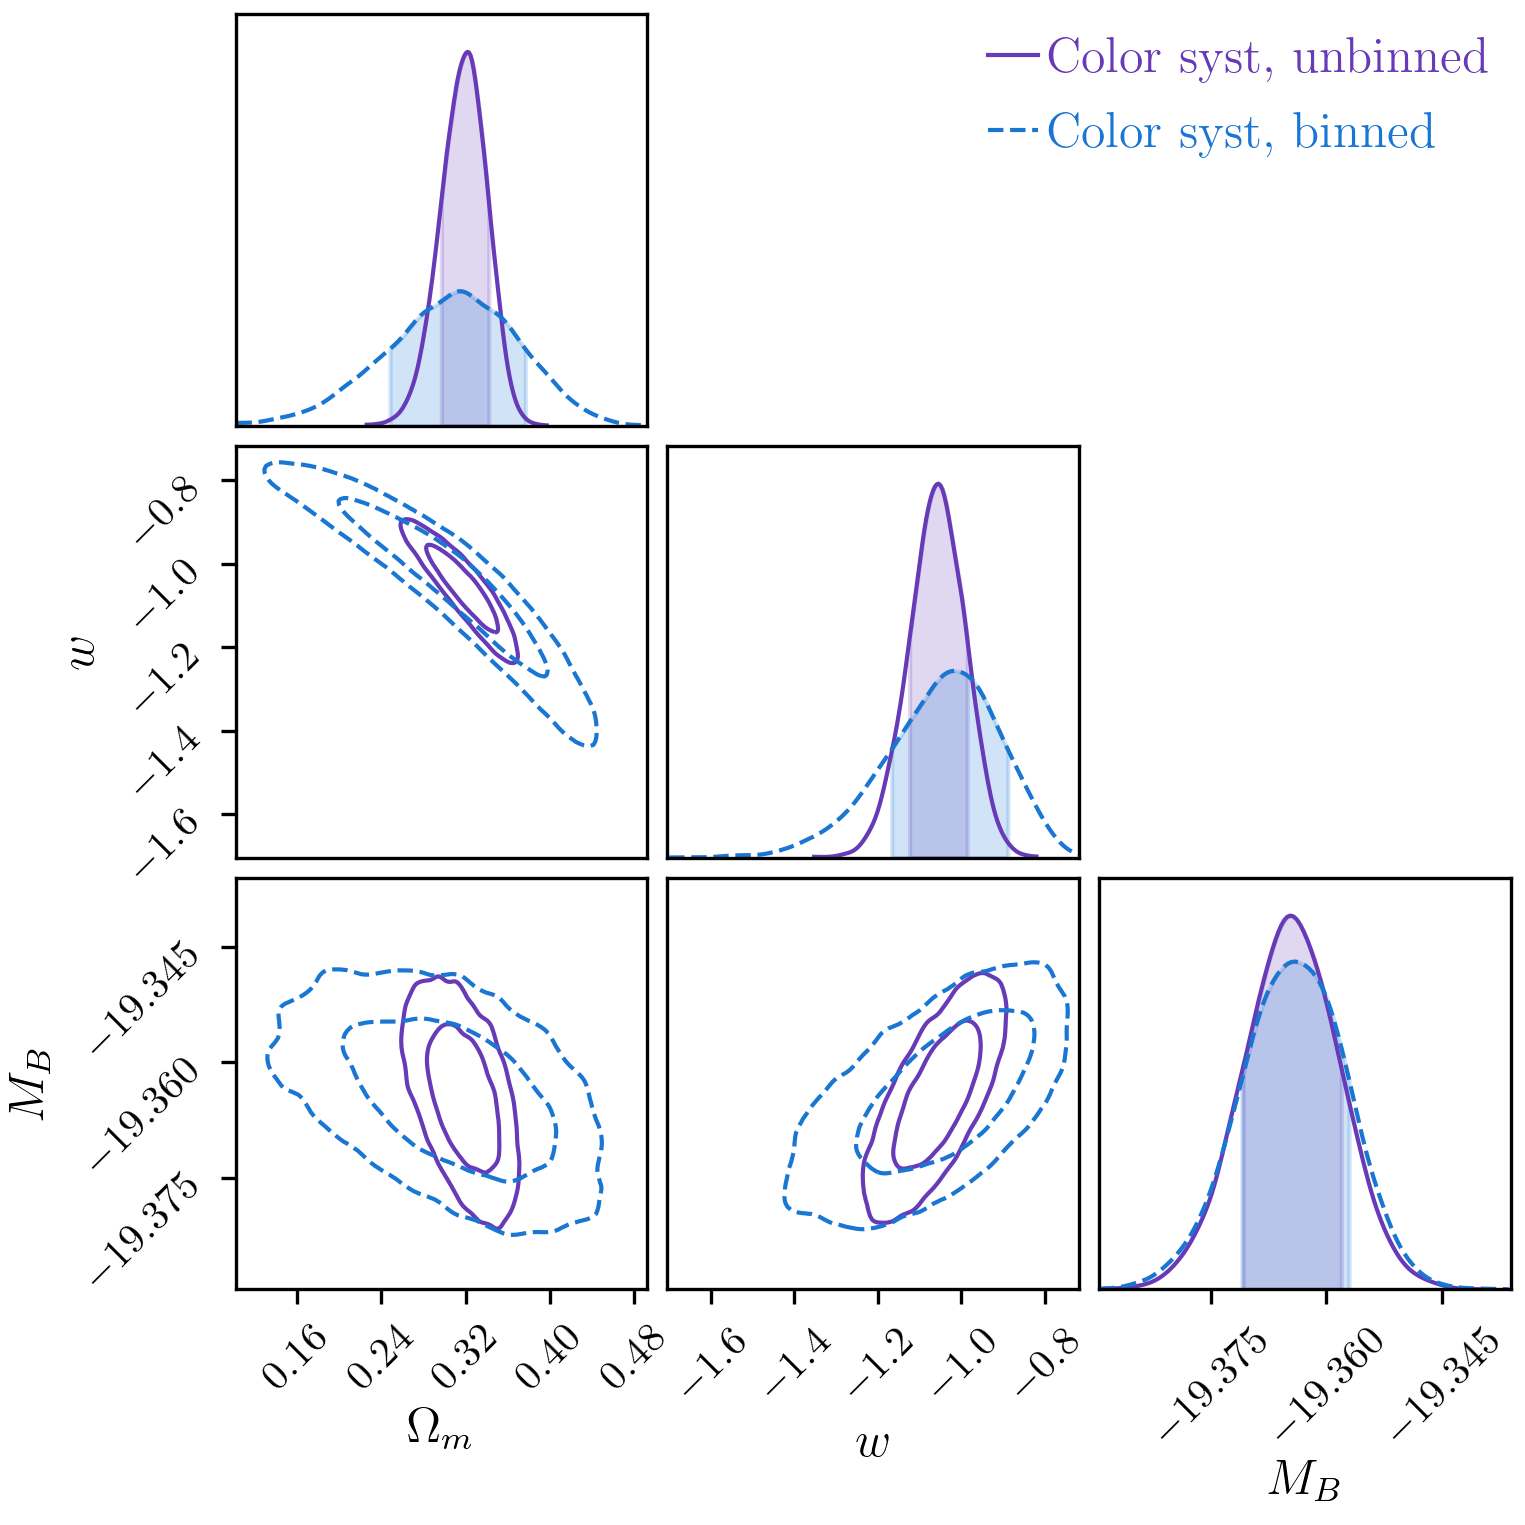 Color syst, unbinned
Color syst, binned
−0.8
−1.0
−1.2
−1.4
−1.6
w
−19.345
−19.360
−19.375
M_B
0.16 0.24 0.32 0.40 0.48
Ω_m
−1.6 −1.4 −1.2 −1.0 −0.8
w
−19.375 −19.360 −19.345
M_B